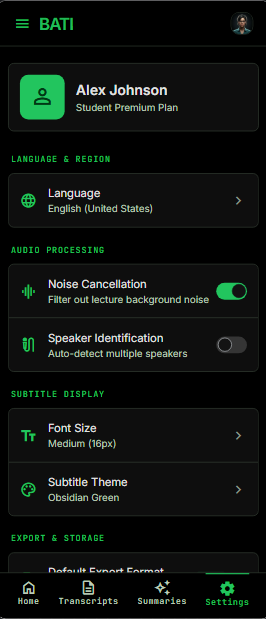 BATI
Alex Johnson
Student Premium Plan
LANGUAGE & REGION
Language
English (United States)
AUDIO PROCESSING
Noise Cancellation
Filter out lecture background noise
Speaker Identification
Auto-detect multiple speakers
SUBTITLE DISPLAY
Font Size
Medium (16px)
Subtitle Theme
Obsidian Green
EXPORT & STORAGE
Default Export Format
Home Transcripts Summaries Settings